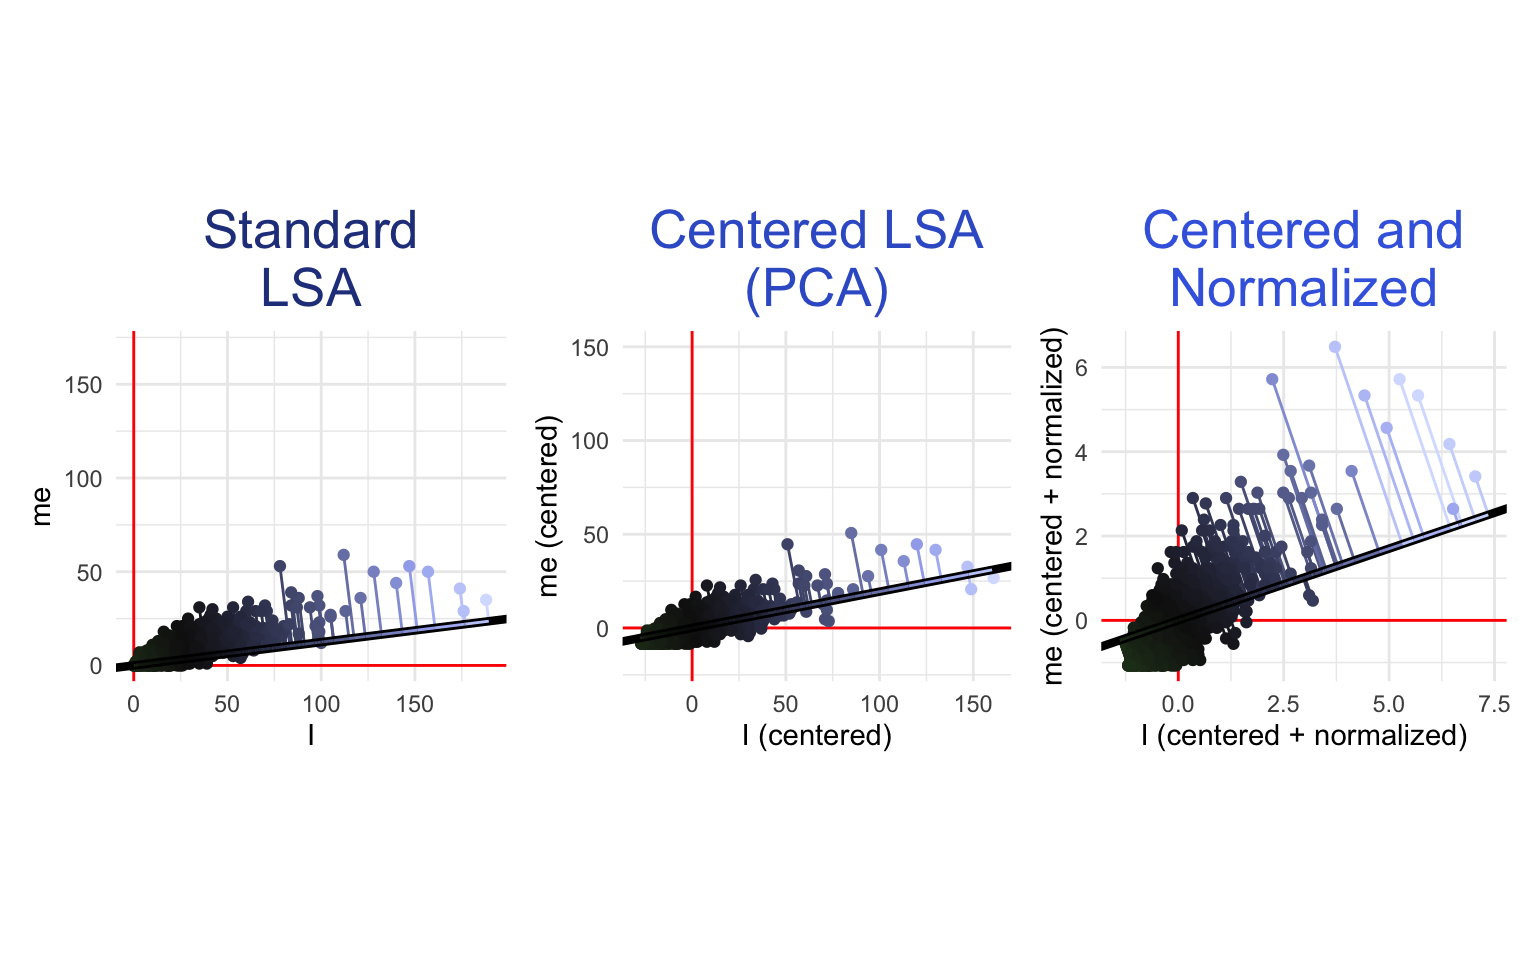 Standard
LSA
me
150
100
50
0
0 50 100 150
I
Centered LSA
(PCA)
me (centered)
150
100
50
0
0 50 100 150
I (centered)
Centered and
Normalized
me (centered + normalized)
6
4
2
0
0.0 2.5 5.0 7.5
I (centered + normalized)